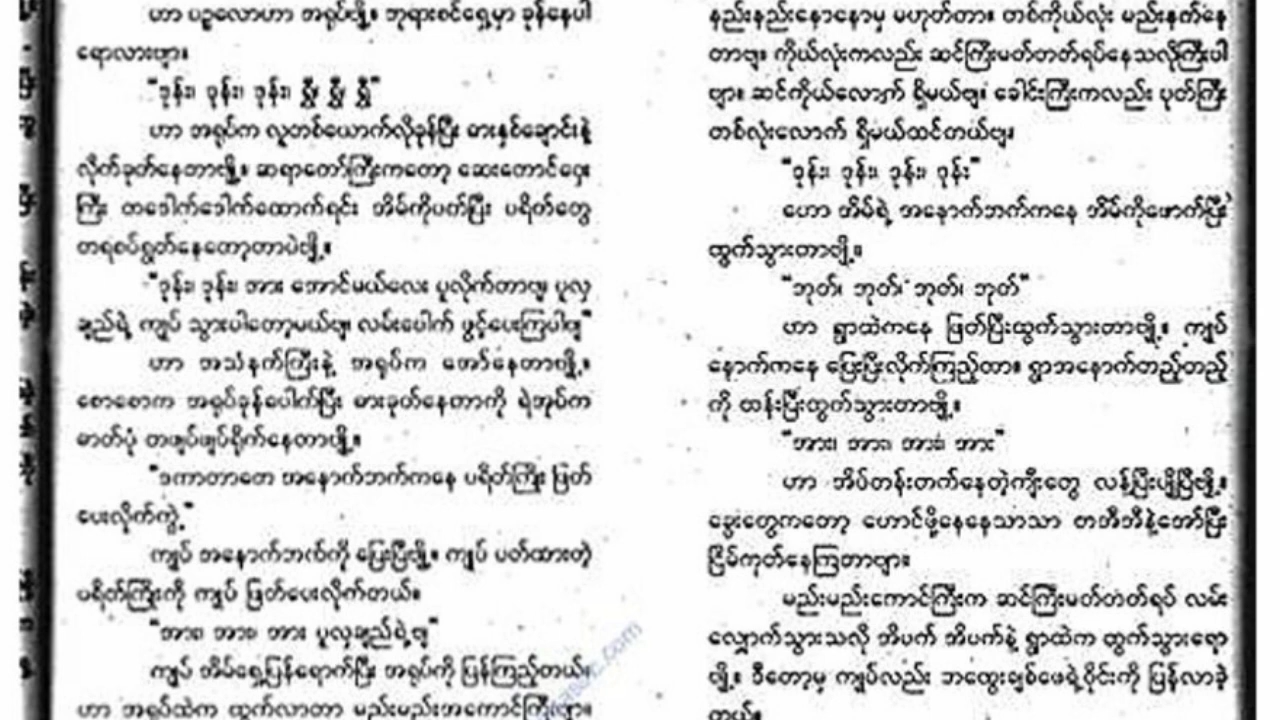 ဟာ ပဥ္စလောဟာ အရုပ်ဗျို့။ ဘုရားစင်ရှေ့မှာ ခုန်နေပါ
ရောလားဗျာ။
"ဒုန်း၊ ဒုန်း၊ ဒုန်း၊ ရွှီ၊ ရွှီ၊ ရွှီ"
ဟာ အရုပ်က လူတစ်ယောက်လိုခုန်ပြီး ဓားနှစ်ချောင်းနဲ့
လိုက်ခုတ်နေတာဗျို့။ ဆရာတော်ကြီးကတော့ ဆေးတောင်ဝှေး
ကြီး တဒေါက်ဒေါက်ထောက်ရင်း အိမ်ကိုပတ်ပြီး ပရိတ်တွေ
တရစပ်ရွတ်နေတော့တာပဲဗျို့။
"ဒုန်း၊ ဒုန်း၊ အား အောင်မယ်လေး ပူလိုက်တာဗျ၊ ပူလှ
ချည်ရဲ့ ကျုပ် သွားပါတော့မယ်ဗျ၊ လမ်းပေါက် ဖွင့်ပေးကြပါဗျ"
ဟာ အသံနက်ကြီးနဲ့ အရုပ်က အော်နေတာဗျို့။
စောစောက အရုပ်ခုန်ပေါက်ပြီး ဓားခုတ်နေတာကို ရဲအုပ်က
ဓာတ်ပုံ တဖျပ်ဖျပ်ရိုက်နေတာဗျို့။
"ဒကာတာတေ အနောက်ဘက်ကနေ ပရိတ်ကြိုး ဖြတ်
ပေးလိုက်ကွဲ့"
ကျုပ် အနောက်ဘက်ကို ပြေးပြီဗျို့။ ကျုပ် ပတ်ထားတဲ့
ပရိတ်ကြိုးကို ကျုပ် ဖြတ်ပေးလိုက်တယ်။
"အား၊ အား၊ အား ပူလှချည်ရဲ့ဗျ"
ကျုပ် အိမ်ရှေ့ပြန်ရောက်ပြီး အရုပ်ကို ပြန်ကြည့်တယ်။
ဟာ အရုပ်ထဲက ထွက်လာတာ မည်းမည်းအကောင်ကြီးဗျာ။
နည်းနည်းနောနောမှ မဟုတ်တာ။ တစ်ကိုယ်လုံး မည်းနက်နေ
တာဗျ။ ကိုယ်လုံးကလည်း ဆင်ကြီးမတ်တတ်ရပ်နေသလိုကြီးပါ
ဗျာ။ ဆင်ကိုယ်လောက် ရှိမယ်ဗျ။ ခေါင်းကြီးကလည်း ပုတ်ကြီး
တစ်လုံးလောက် ရှိမယ်ထင်တယ်ဗျ။
"ဒုန်း၊ ဒုန်း၊ ဒုန်း၊ ဒုန်း"
ဟော အိမ်ရဲ့ အနောက်ဘက်ကနေ အိမ်ကိုဖောက်ပြီး
ထွက်သွားတာဗျို့။
"ဘုတ်၊ ဘုတ်၊ ဘုတ်၊ ဘုတ်"
ဟာ ရွာထဲကနေ ဖြတ်ပြီးထွက်သွားတာဗျို့။ ကျုပ်
နောက်ကနေ ပြေးပြီးလိုက်ကြည့်တာ။ ရွာအနောက်တည့်တည့်
ကို ထန်းပြီးထွက်သွားတာဗျို့။
"အား၊ အား၊ အား၊ အား"
ဟာ အိပ်တန်းတက်နေတဲ့ကျီးတွေ လန့်ပြီးပျံပြီဗျို့။
ခွေးတွေကတော့ ဟောင်ဖို့နေနေသာသာ တအီအီနဲ့အော်ပြီး
ငြိမ်ကုတ်နေကြတာဗျာ။
မည်းမည်းကောင်ကြီးက ဆင်ကြီးမတ်တတ်ရပ် လမ်း
လျှောက်သွားသလို အိပက် အိပက်နဲ့ ရွာထဲက ထွက်သွားရော
ဗျို့။ ဒီတော့မှ ကျုပ်လည်း ဘထွေးချစ်ဖေရဲ့ဝိုင်းကို ပြန်လာခဲ့
တယ်။